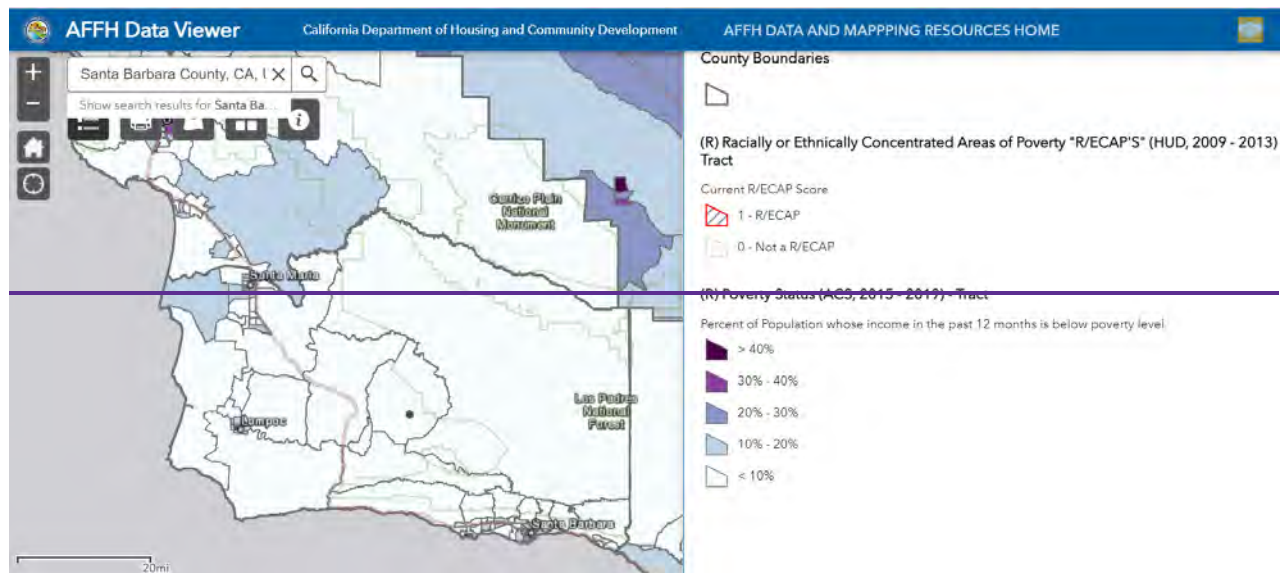 AFFH Data Viewer
California Department of Housing and Community Development
AFFH DATA AND MAPPPING RESOURCES HOME
Santa Barbara County, CA, U
Show search results for Santa Ba...
Carrizo Plain
National
Monument
Santa Maria
Lompoc
Los Padres
National
Forest
Santa Barbara
20mi
County Boundaries
(R) Racially or Ethnically Concentrated Areas of Poverty "R/ECAP'S" (HUD, 2009 - 2013)
Tract
Current R/ECAP Score
1 - R/ECAP
0 - Not a R/ECAP
(R) Poverty Status (ACS, 2015 - 2019) - Tract
Percent of Population whose income in the past 12 months is below poverty level
> 40%
30% - 40%
20% - 30%
10% - 20%
< 10%